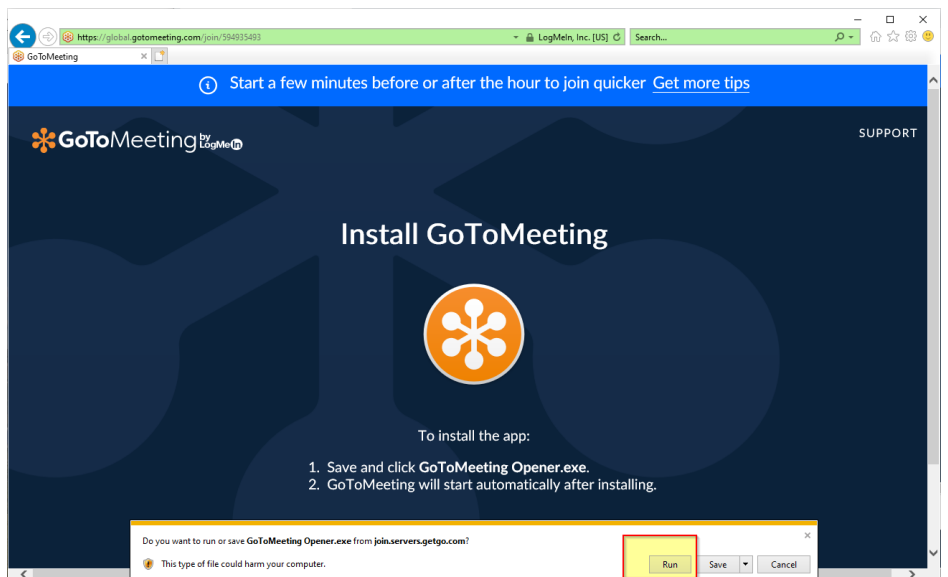 https://global.gotomeeting.com/join/594935493
LogMeIn, Inc. [US]
Search...
GoToMeeting
Start a few minutes before or after the hour to join quicker Get more tips
GoToMeeting by LogMeIn
SUPPORT
Install GoToMeeting
To install the app:
1. Save and click GoToMeeting Opener.exe.
2. GoToMeeting will start automatically after installing.
Do you want to run or save GoToMeeting Opener.exe from join.servers.getgo.com?
This type of file could harm your computer.
Run
Save
Cancel